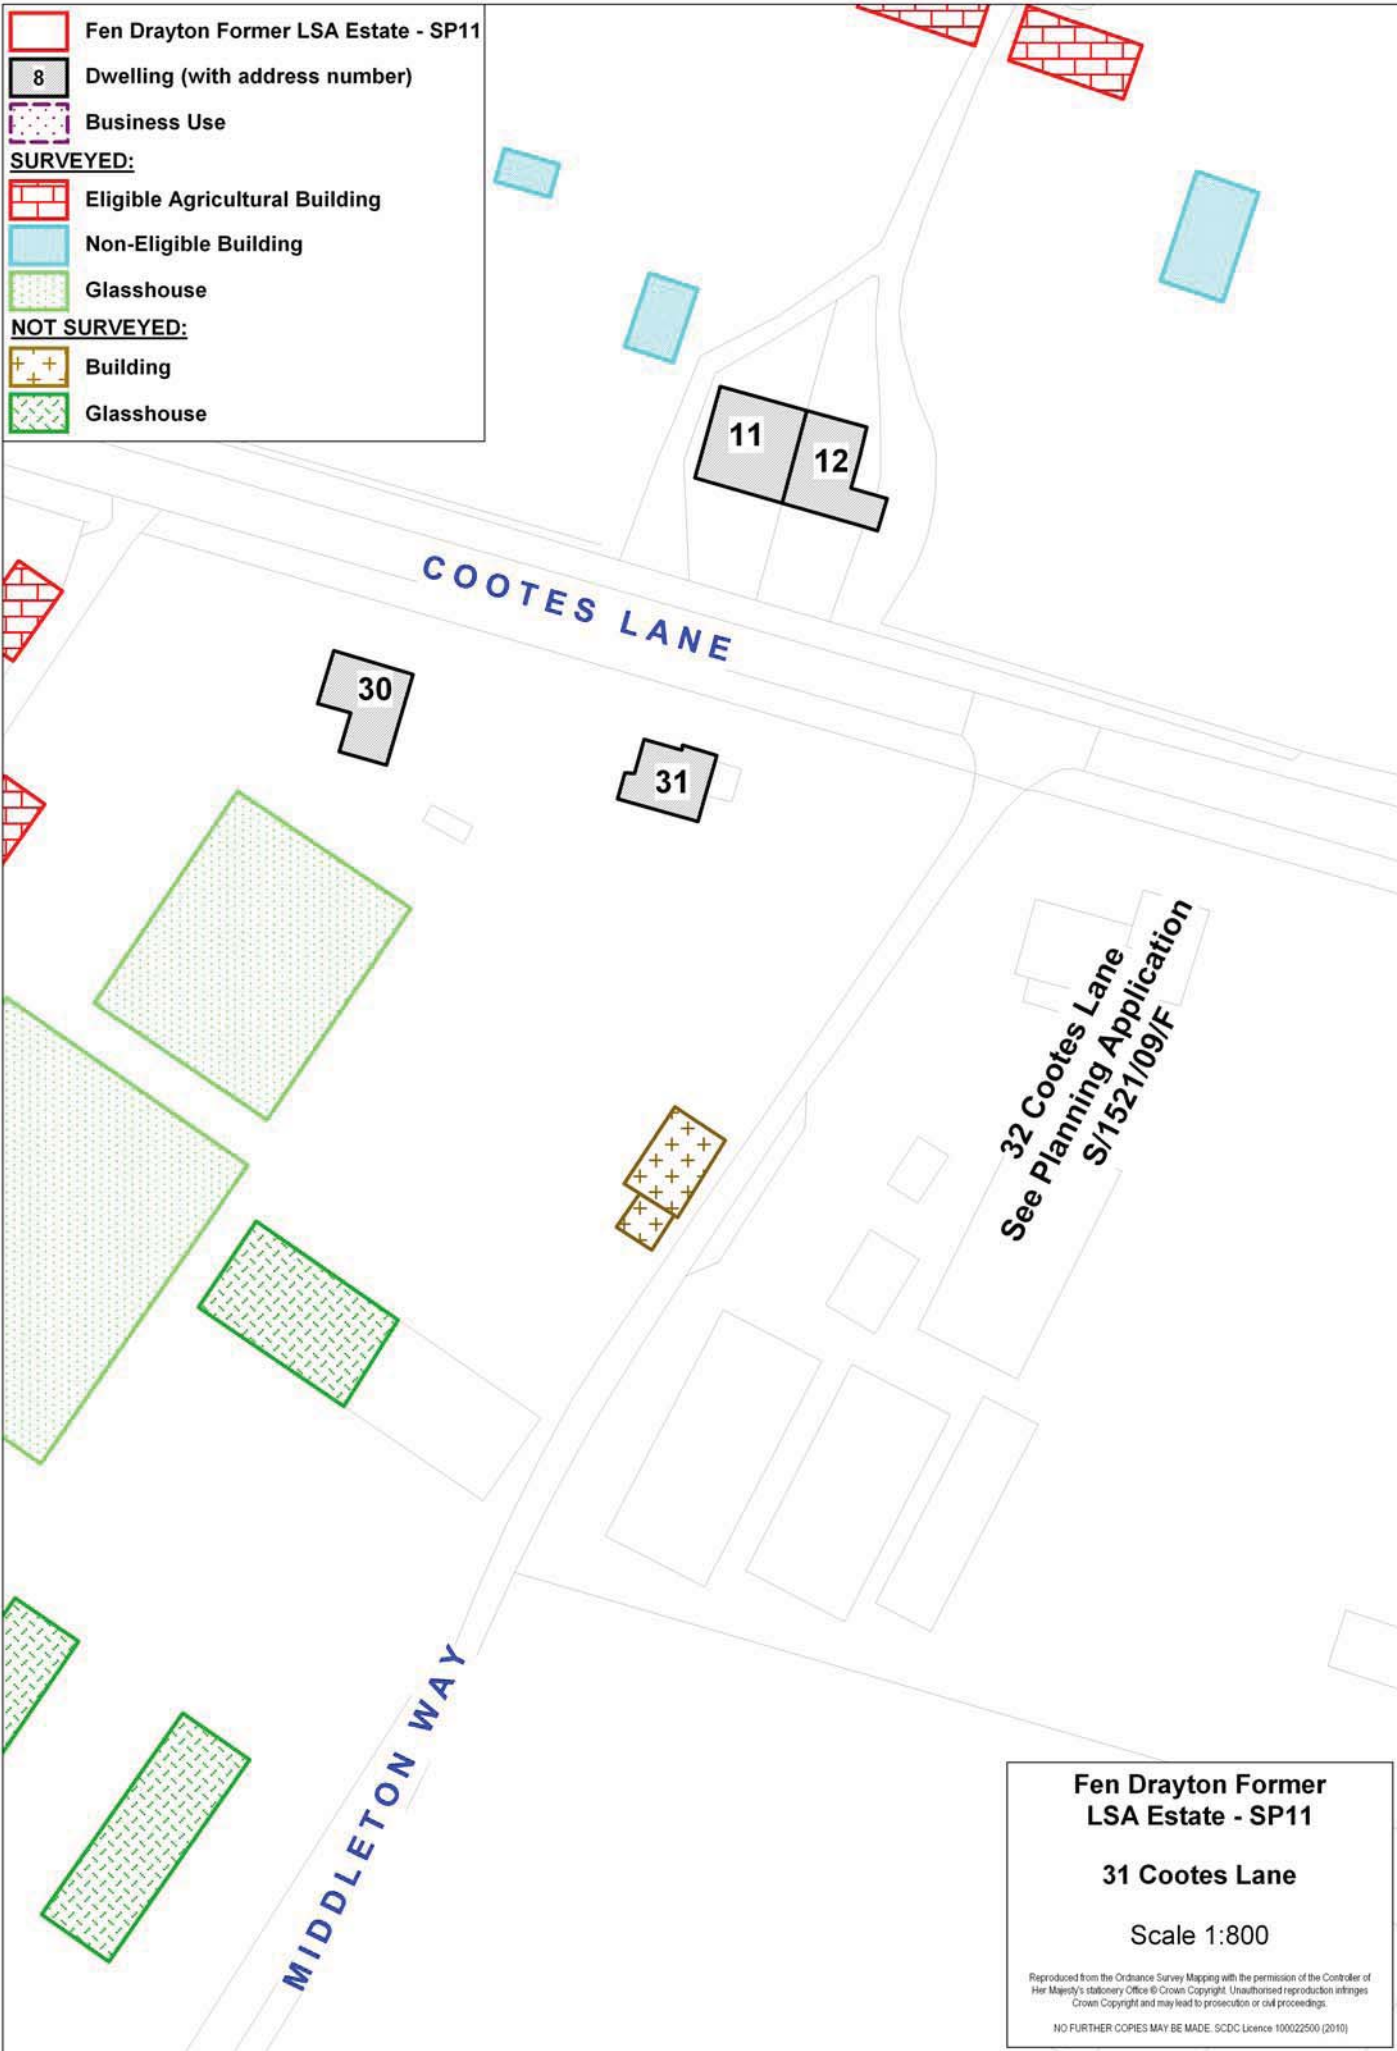 Fen Drayton Former LSA Estate - SP11
8 Dwelling (with address number)
Business Use
SURVEYED:
Eligible Agricultural Building
Non-Eligible Building
Glasshouse
NOT SURVEYED:
Building
Glasshouse
11
12
COOTES LANE
30
31
32 Cootes Lane
See Planning Application
S/1521/09/F
MIDDLETON WAY
Fen Drayton Former
LSA Estate - SP11
31 Cootes Lane
Scale 1:800
Reproduced from the Ordnance Survey Mapping with the permission of the Controller of
Her Majesty's stationery Office © Crown Copyright. Unauthorised reproduction infringes
Crown Copyright and may lead to prosecution or civil proceedings.
NO FURTHER COPIES MAY BE MADE. SCDC Licence 100022500 (2010)